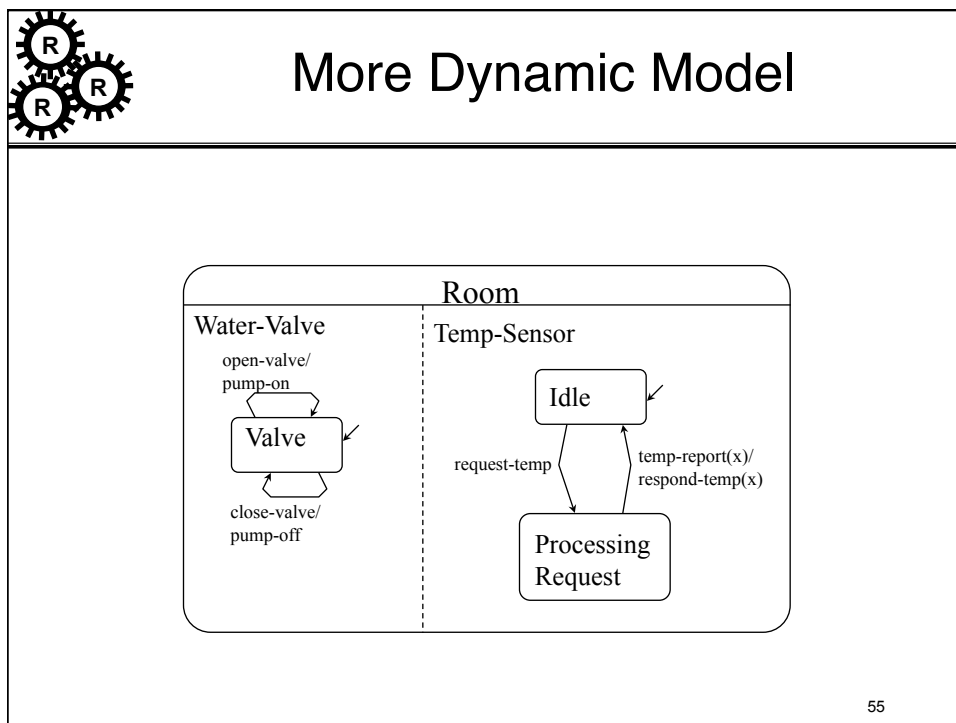 R
R
R
More Dynamic Model
Room
Water-Valve
open-valve/
pump-on
Valve
close-valve/
pump-off
Temp-Sensor
Idle
request-temp
temp-report(x)/
respond-temp(x)
Processing
Request
55